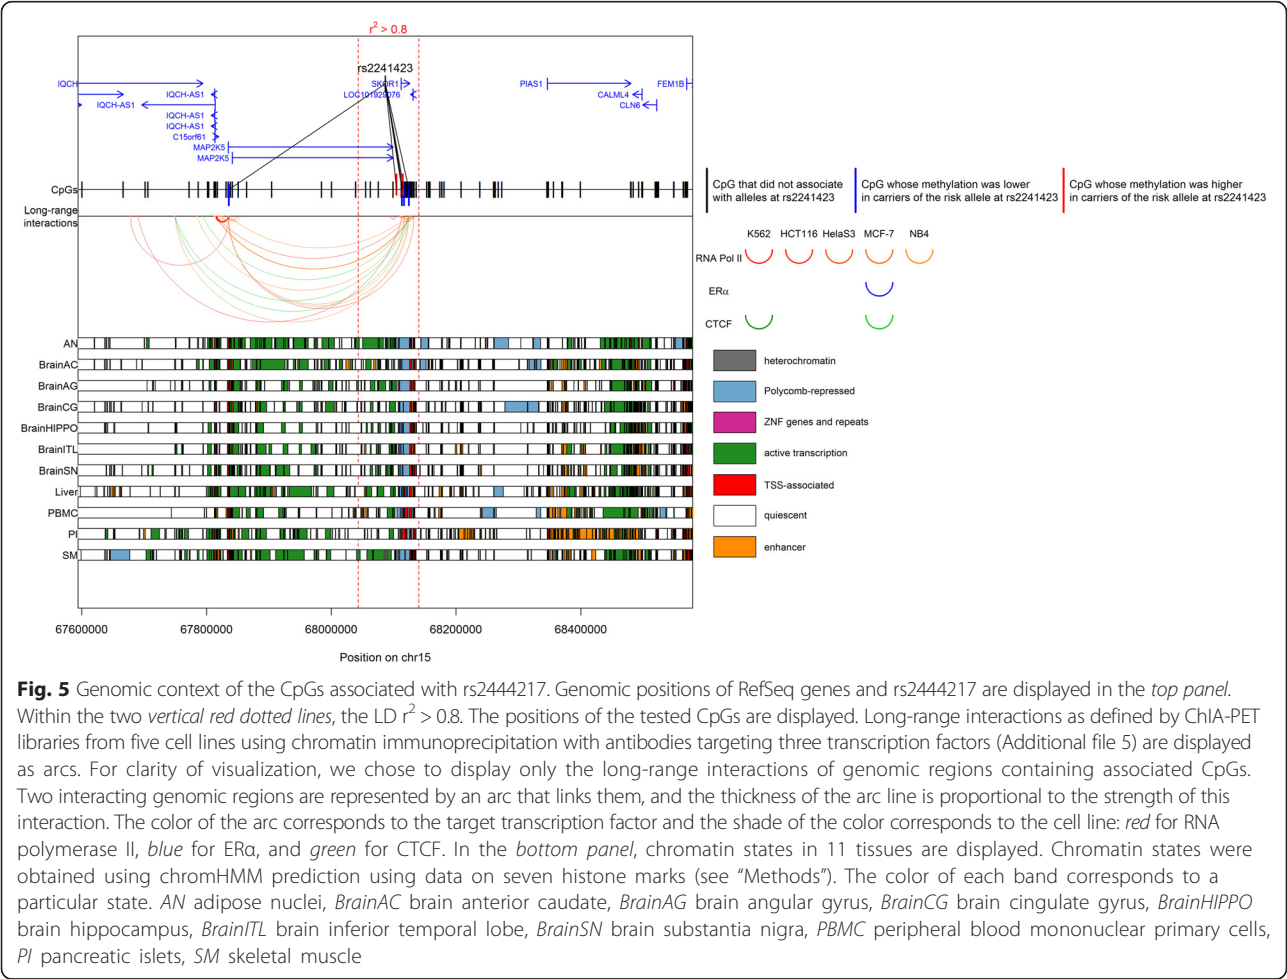 r² > 0.8
rs2241423
IQCH
SKOR1
PIAS1
FEM1B
IQCH-AS1
LOC101929076
CALML4
IQCH-AS1
CLN6
IQCH-AS1
IQCH-AS1
C15orf61
MAP2K5
MAP2K5
CpGs
Long-range
interactions
CpG that did not associate
with alleles at rs2241423
CpG whose methylation was lower
in carriers of the risk allele at rs2241423
CpG whose methylation was higher
in carriers of the risk allele at rs2241423
K562 HCT116 HelaS3 MCF-7 NB4
RNA Pol II
ERα
CTCF
AN
BrainAC
BrainAG
BrainCG
BrainHIPPO
BrainITL
BrainSN
Liver
PBMC
PI
SM
heterochromatin
Polycomb-repressed
ZNF genes and repeats
active transcription
TSS-associated
quiescent
enhancer
67600000 67800000 68000000 68200000 68400000
Position on chr15
Fig. 5 Genomic context of the CpGs associated with rs2444217. Genomic positions of RefSeq genes and rs2444217 are displayed in the top panel.
Within the two vertical red dotted lines, the LD r² > 0.8. The positions of the tested CpGs are displayed. Long-range interactions as defined by ChIA-PET
libraries from five cell lines using chromatin immunoprecipitation with antibodies targeting three transcription factors (Additional file 5) are displayed
as arcs. For clarity of visualization, we chose to display only the long-range interactions of genomic regions containing associated CpGs.
Two interacting genomic regions are represented by an arc that links them, and the thickness of the arc line is proportional to the strength of this
interaction. The color of the arc corresponds to the target transcription factor and the shade of the color corresponds to the cell line: red for RNA
polymerase II, blue for ERα, and green for CTCF. In the bottom panel, chromatin states in 11 tissues are displayed. Chromatin states were
obtained using chromHMM prediction using data on seven histone marks (see "Methods"). The color of each band corresponds to a
particular state. AN adipose nuclei, BrainAC brain anterior caudate, BrainAG brain angular gyrus, BrainCG brain cingulate gyrus, BrainHIPPO
brain hippocampus, BrainITL brain inferior temporal lobe, BrainSN brain substantia nigra, PBMC peripheral blood mononuclear primary cells,
PI pancreatic islets, SM skeletal muscle